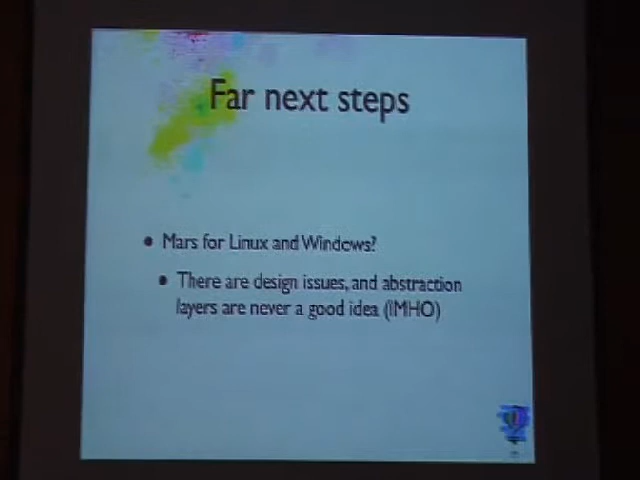 Far next steps
• Mars for Linux and Windows?
• There are design issues, and abstraction
layers are never a good idea (IMHO)